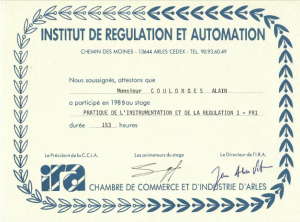 INSTITUT DE REGULATION ET AUTOMATION
CHEMIN DES MOINES - 13644 ARLES CEDEX - TEL. 90.93.60.49
Nous soussignés, attestons que
Monsieur COULONGES ALAIN
a participé en 1989 au stage
PRATIQUE DE L'INSTRUMENTATION ET DE LA REGULATION 1 - PR1
durée 153 heures
Le Président de la C.C.I.A. Les animateurs du stage Le Directeur de l'I.R.A.
ira
CHAMBRE DE COMMERCE ET D'INDUSTRIE D'ARLES